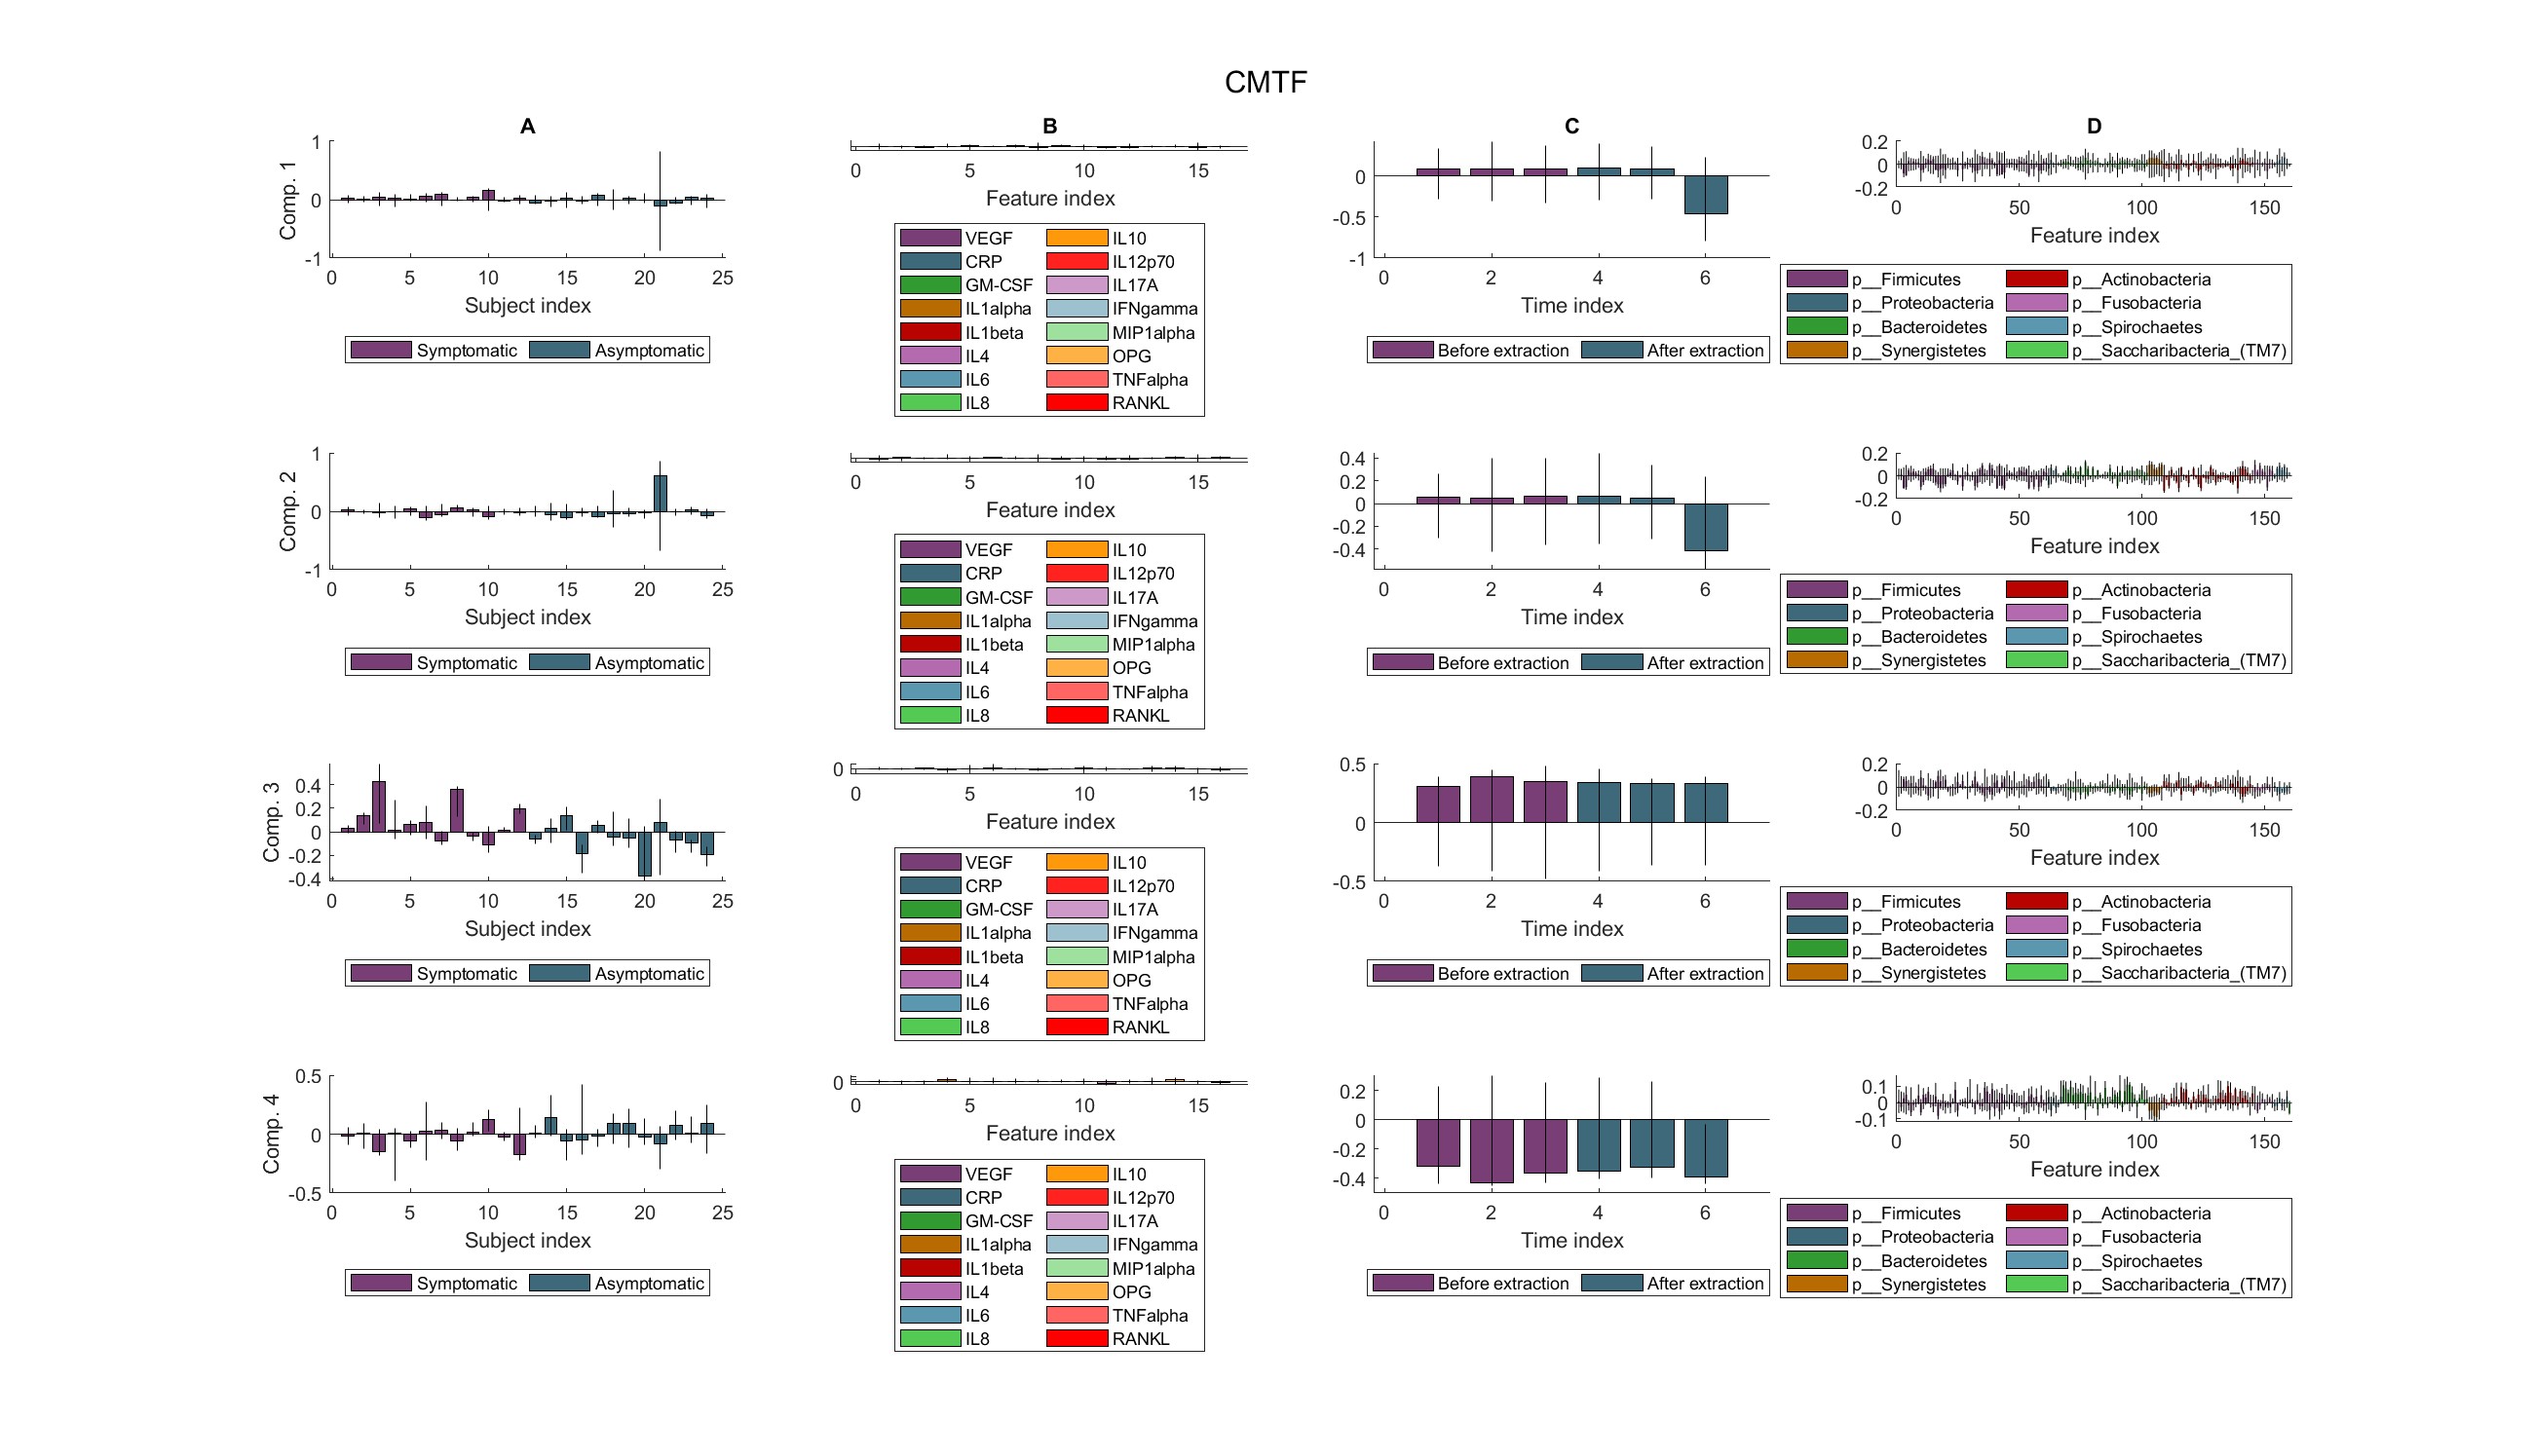 CMTF
A
B
C
D
Comp. 1
1
0
-1
0 5 10 15 20 25
Subject index
Symptomatic Asymptomatic
0 5 10 15
Feature index
VEGF IL10
CRP IL12p70
GM-CSF IL17A
IL1alpha IFNgamma
IL1beta MIP1alpha
IL4 OPG
IL6 TNFalpha
IL8 RANKL
0
-0.5
-1
0 2 4 6
Time index
Before extraction After extraction
0.2
0
-0.2
0 50 100 150
Feature index
p__Firmicutes p__Actinobacteria
p__Proteobacteria p__Fusobacteria
p__Bacteroidetes p__Spirochaetes
p__Synergistetes p__Saccharibacteria_(TM7)
Comp. 2
1
0
-1
0 5 10 15 20 25
Subject index
Symptomatic Asymptomatic
0 5 10 15
Feature index
VEGF IL10
CRP IL12p70
GM-CSF IL17A
IL1alpha IFNgamma
IL1beta MIP1alpha
IL4 OPG
IL6 TNFalpha
IL8 RANKL
0.4
0.2
0
-0.2
-0.4
0 2 4 6
Time index
Before extraction After extraction
0.2
0
-0.2
0 50 100 150
Feature index
p__Firmicutes p__Actinobacteria
p__Proteobacteria p__Fusobacteria
p__Bacteroidetes p__Spirochaetes
p__Synergistetes p__Saccharibacteria_(TM7)
Comp. 3
0.4
0.2
0
-0.2
-0.4
0 5 10 15 20 25
Subject index
Symptomatic Asymptomatic
0
0 5 10 15
Feature index
VEGF IL10
CRP IL12p70
GM-CSF IL17A
IL1alpha IFNgamma
IL1beta MIP1alpha
IL4 OPG
IL6 TNFalpha
IL8 RANKL
0.5
0
-0.5
0 2 4 6
Time index
Before extraction After extraction
0.2
0
-0.2
0 50 100 150
Feature index
p__Firmicutes p__Actinobacteria
p__Proteobacteria p__Fusobacteria
p__Bacteroidetes p__Spirochaetes
p__Synergistetes p__Saccharibacteria_(TM7)
Comp. 4
0.5
0
-0.5
0 5 10 15 20 25
Subject index
Symptomatic Asymptomatic
0
0 5 10 15
Feature index
VEGF IL10
CRP IL12p70
GM-CSF IL17A
IL1alpha IFNgamma
IL1beta MIP1alpha
IL4 OPG
IL6 TNFalpha
IL8 RANKL
0.2
0
-0.2
-0.4
0 2 4 6
Time index
Before extraction After extraction
0.1
0
-0.1
0 50 100 150
Feature index
p__Firmicutes p__Actinobacteria
p__Proteobacteria p__Fusobacteria
p__Bacteroidetes p__Spirochaetes
p__Synergistetes p__Saccharibacteria_(TM7)